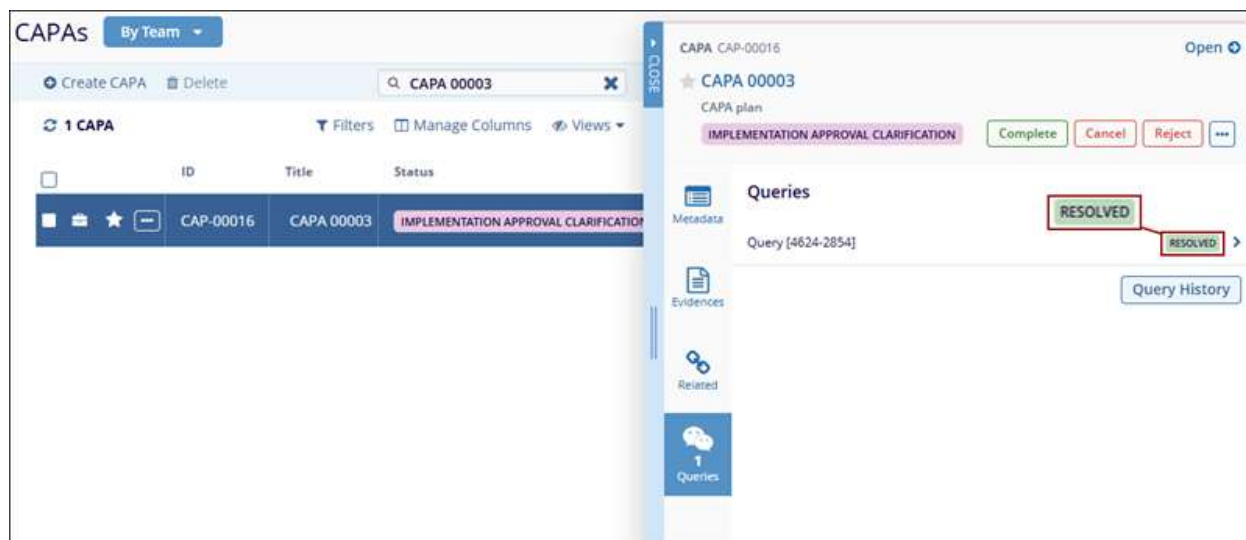 CAPAs By Team
Create CAPA Delete
CAPA 00003
1 CAPA Filters Manage Columns Views
ID Title Status
CAP-00016 CAPA 00003 IMPLEMENTATION APPROVAL CLARIFICATION
CLOSE
CAPA CAP-00016 Open
CAPA 00003
CAPA plan
IMPLEMENTATION APPROVAL CLARIFICATION Complete Cancel Reject
Metadata
Evidences
Related
1
Queries
Queries
RESOLVED
Query [4624-2854] RESOLVED
Query History